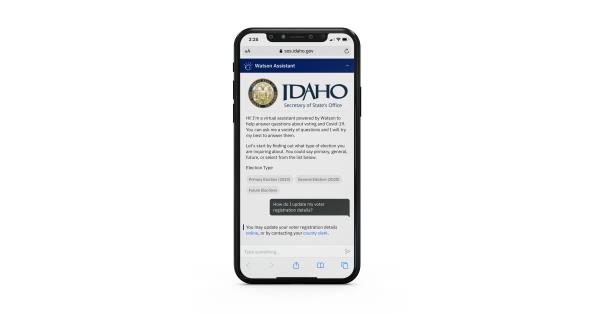 2:26
AA sos.idaho.gov
Watson Assistant
IDAHO
Secretary of State's Office
Hi! I'm a virtual assistant powered by Watson to
help answer questions about voting and Covid-19.
You can ask me a variety of questions and I will try
my best to answer them.
Let's start by finding out what type of election you
are inquiring about. You could say primary, general,
future, or select from the list below.
Election Type
Primary Election (2020) General Election (2020)
Future Elections
How do I update my voter
registration details?
You may update your voter registration details
online, or by contacting your county clerk.
Type something...